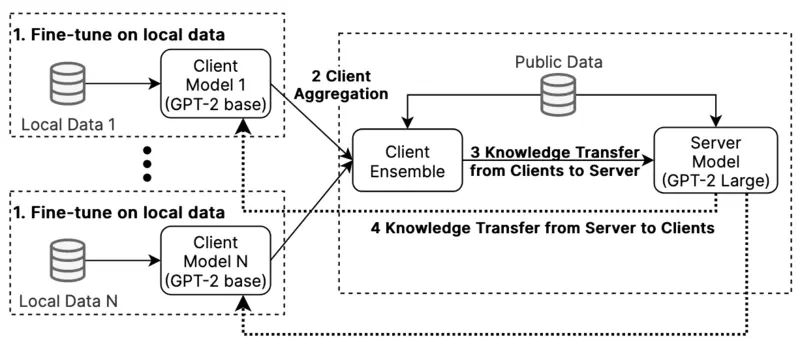 1. Fine-tune on local data
Client
Model 1
(GPT-2 base)
Local Data 1
2 Client
Aggregation
Public Data
Client
Ensemble
3 Knowledge Transfer
from Clients to Server
Server
Model
(GPT-2 Large)
1. Fine-tune on local data
4 Knowledge Transfer from Server to Clients
Client
Model N
(GPT-2 base)
Local Data N